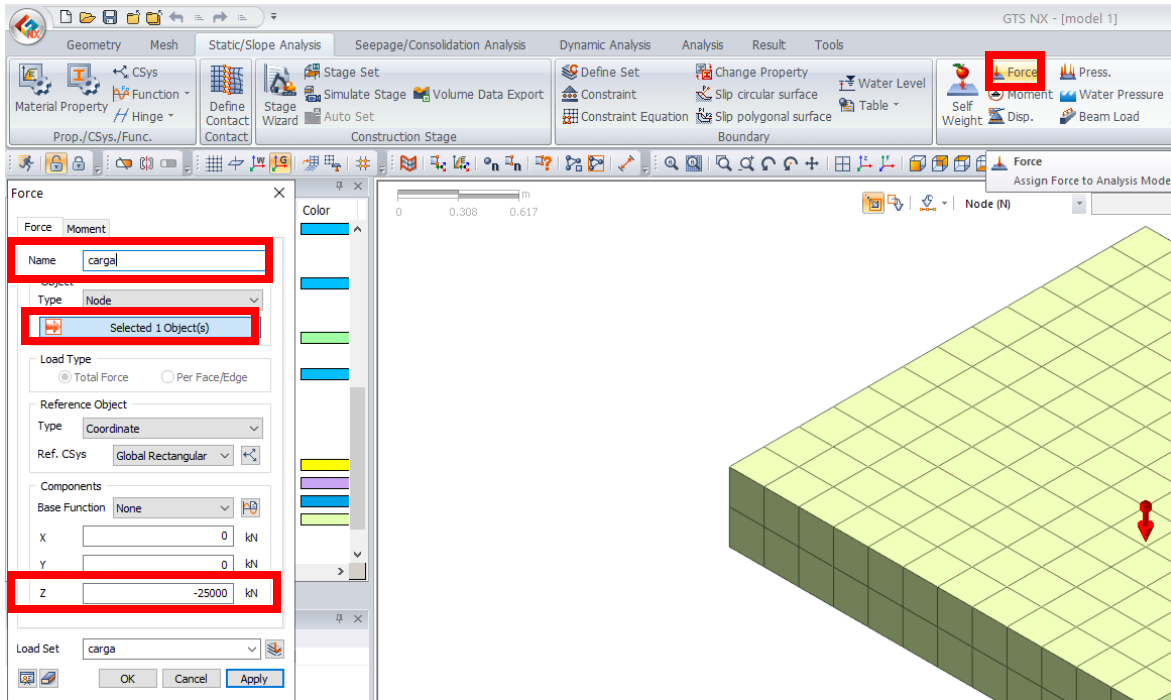 GTS NX - [model 1]
NX
Geometry Mesh Static/Slope Analysis Seepage/Consolidation Analysis Dynamic Analysis Analysis Result Tools
CSys Stage Set Define Set Change Property Force Press.
Function Simulate Stage Volume Data Export Constraint Slip circular surface Water Level Moment Water Pressure
Material Property Hinge Define Contact Stage Wizard Auto Set Constraint Equation Slip polygonal surface Table Self Weight Disp. Beam Load
Prop./CSys./Func. Contact Construction Stage Boundary
Force
Assign Force to Analysis Mode
Force
Color
m
0 0.308 0.617
Node (N)
Force Moment
Name carga
Object
Type Node
Selected 1 Object(s)
Load Type
Total Force Per Face/Edge
Reference Object
Type Coordinate
Ref. CSys Global Rectangular
Components
Base Function None
X 0 kN
Y 0 kN
Z -25000 kN
Load Set carga
OK Cancel Apply